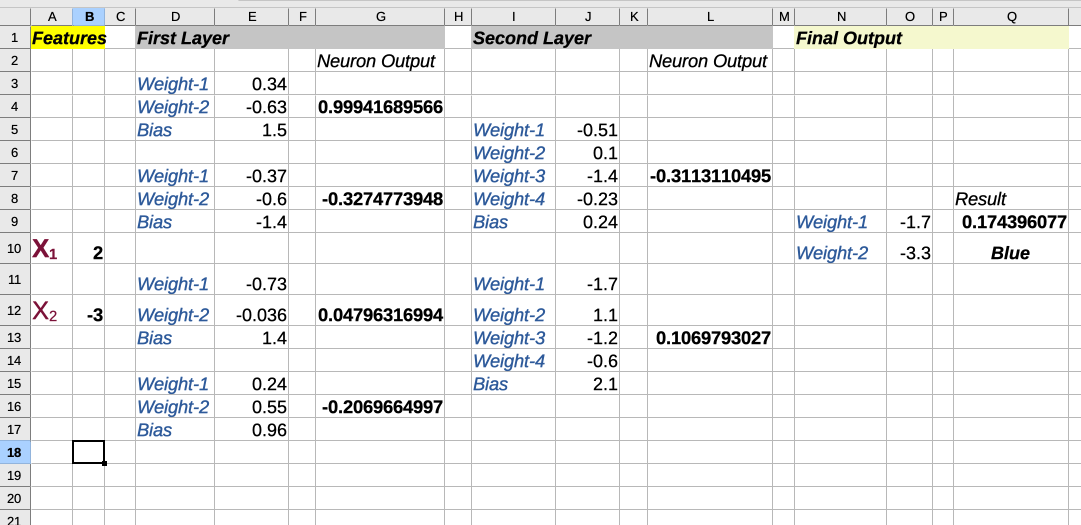 A B C D E F G H I J K L M N O P Q
1 Features First Layer Second Layer Final Output
2 Neuron Output Neuron Output
3 Weight-1 0.34
4 Weight-2 -0.63 0.99941689566
5 Bias 1.5 Weight-1 -0.51
6 Weight-2 0.1
7 Weight-1 -0.37 Weight-3 -1.4 -0.3113110495
8 Weight-2 -0.6 -0.3274773948 Weight-4 -0.23 Result
9 Bias -1.4 Bias 0.24 Weight-1 -1.7 0.174396077
10 X₁ 2 Weight-2 -3.3 Blue
11 Weight-1 -0.73 Weight-1 -1.7
12 X₂ -3 Weight-2 -0.036 0.04796316994 Weight-2 1.1
13 Bias 1.4 Weight-3 -1.2 0.1069793027
14 Weight-4 -0.6
15 Weight-1 0.24 Bias 2.1
16 Weight-2 0.55 -0.2069664997
17 Bias 0.96
18
19
20
21